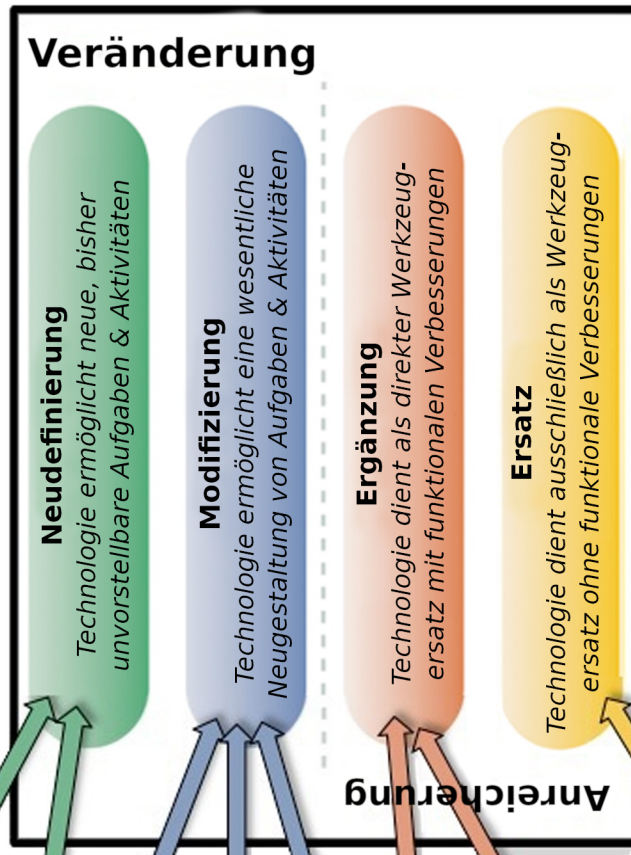 Veränderung
Neudefinierung
Technologie ermöglicht neue, bisher
unvorstellbare Aufgaben & Aktivitäten
Modifizierung
Technologie ermöglicht eine wesentliche
Neugestaltung von Aufgaben & Aktivitäten
Ergänzung
Technologie dient als direkter Werkzeug-
ersatz mit funktionalen Verbesserungen
Ersatz
Technologie dient ausschließlich als Werkzeug-
ersatz ohne funktionale Verbesserungen
Anreicherung